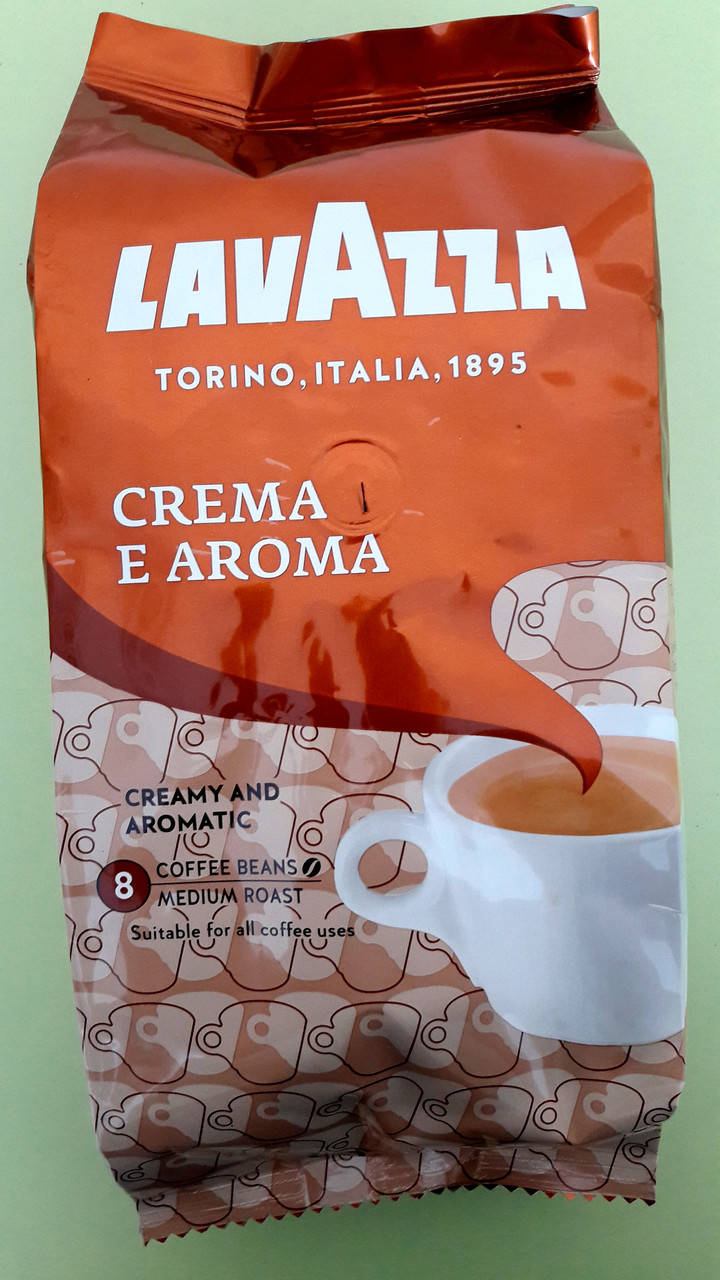 LAVAZZA
TORINO, ITALIA, 1895
CREMA
E AROMA
CREAMY AND
AROMATIC
8
COFFEE BEANS
MEDIUM ROAST
Suitable for all coffee uses